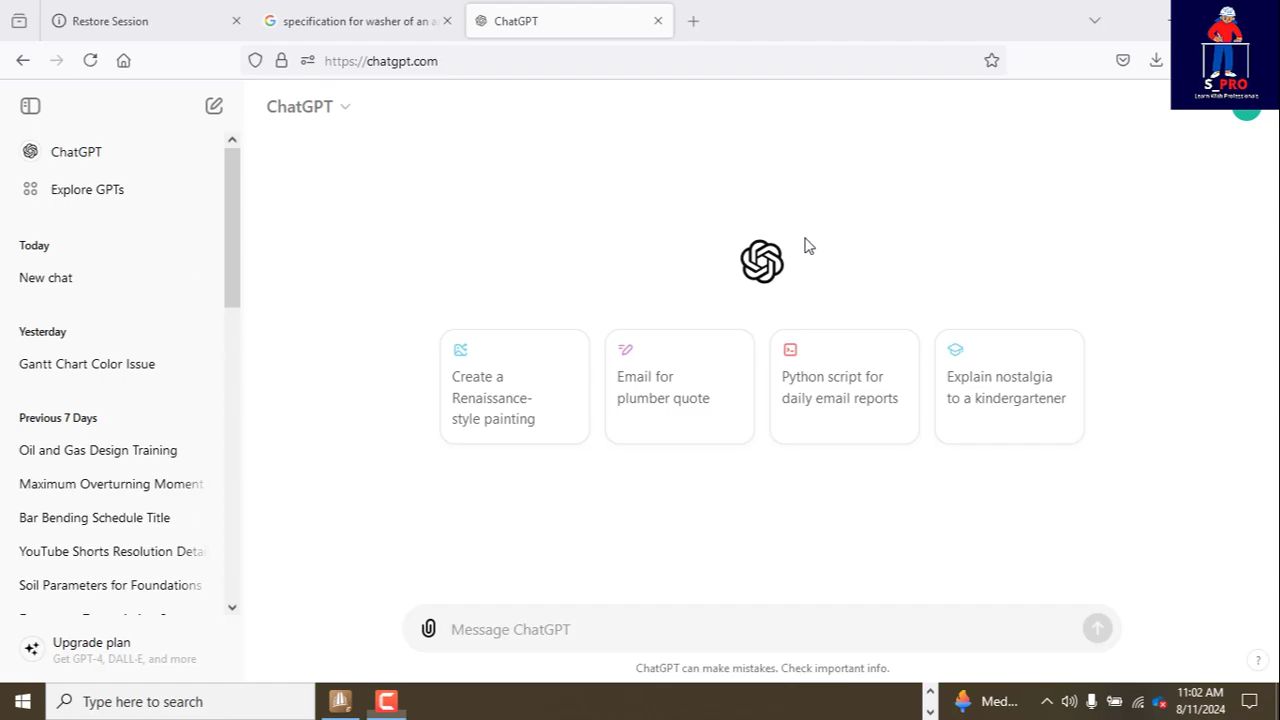 Restore Session
specification for washer of an a
ChatGPT
https://chatgpt.com
S_PRO
Learn With Professionals
ChatGPT
ChatGPT
Explore GPTs
Today
New chat
Yesterday
Gantt Chart Color Issue
Previous 7 Days
Oil and Gas Design Training
Maximum Overturning Moment
Bar Bending Schedule Title
YouTube Shorts Resolution Deta
Soil Parameters for Foundations
Upgrade plan
Get GPT-4, DALL-E, and more
Create a
Renaissance-
style painting
Email for
plumber quote
Python script for
daily email reports
Explain nostalgia
to a kindergartener
Message ChatGPT
ChatGPT can make mistakes. Check important info.
?
Type here to search
Med...
11:02 AM
8/11/2024